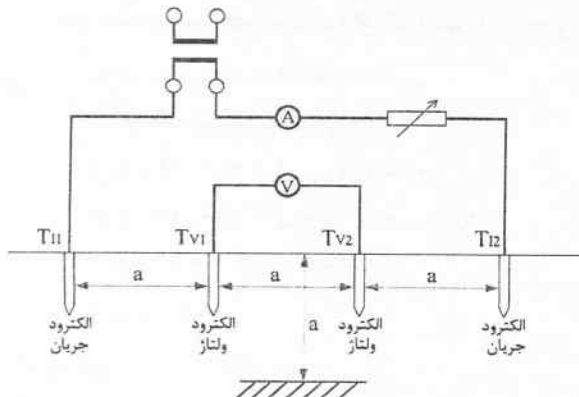 A
V
TI1 TV1 TV2 TI2
a a a
a
الکترود جریان
الکترود ولتاژ
الکترود ولتاژ
الکترود جریان